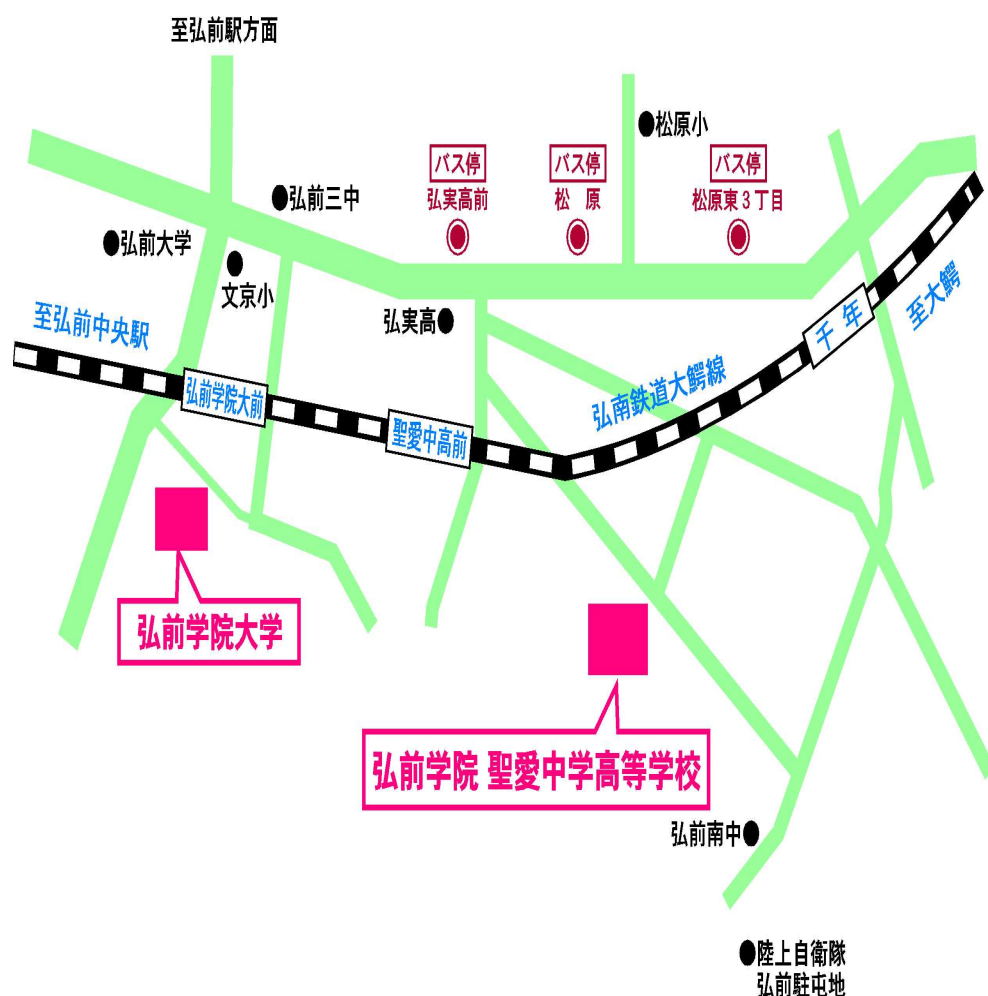 至弘前駅方面
松原小
バス停
弘実高前
バス停
松 原
バス停
松原東3丁目
弘前三中
弘前大学
文京小
至弘前中央駅
弘実高
千 年
至大鰐
弘前学院大前
聖愛中高前
弘南鉄道大鰐線
弘前学院大学
弘前学院 聖愛中学高等学校
弘前南中
陸上自衛隊
弘前駐屯地